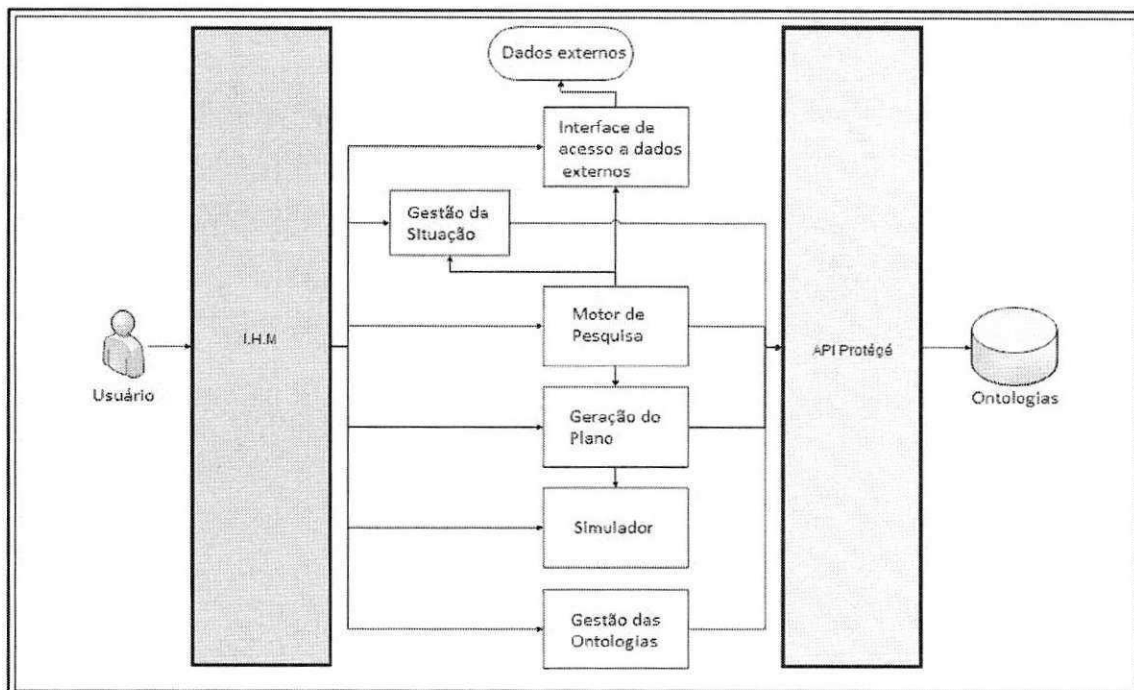 Dados externos
Interface de
acesso a dados
externos
Gestão da
Situação
I.H.M
Motor de
Pesquisa
API Protégé
Usuário
Ontologias
Geração do
Plano
Simulador
Gestão das
Ontologias